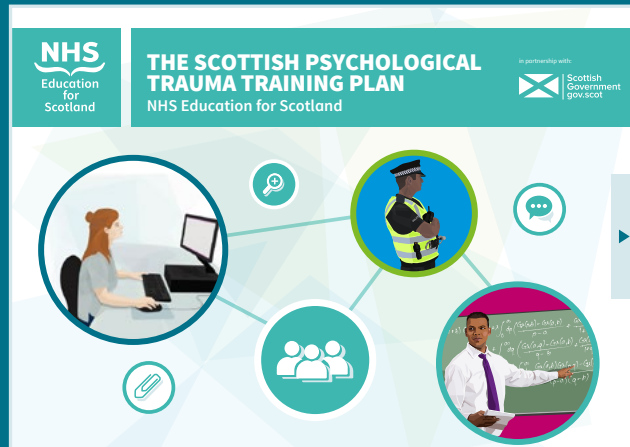 NHS
Education
for
Scotland
THE SCOTTISH PSYCHOLOGICAL
TRAUMA TRAINING PLAN
NHS Education for Scotland
in partnership with:
Scottish
Government
gov.scot